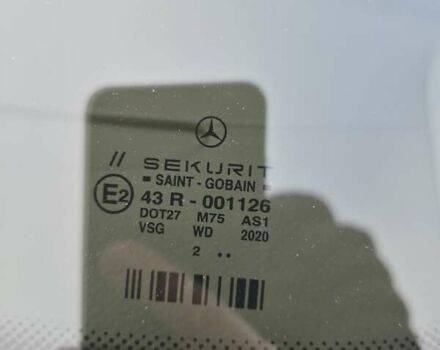 // SEKURIT
SAINT - GOBAIN
E2 43 R - 001126
DOT27 M75 AS1
VSG WD 2020
2 ..